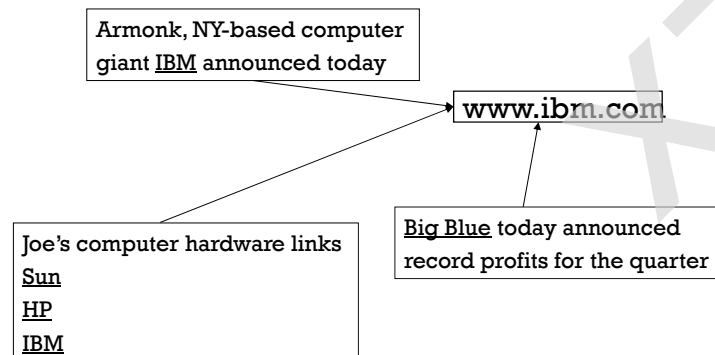 Armonk, NY-based computer
giant IBM announced today
www.ibm.com
Big Blue today announced
record profits for the quarter
Joe's computer hardware links
Sun
HP
IBM